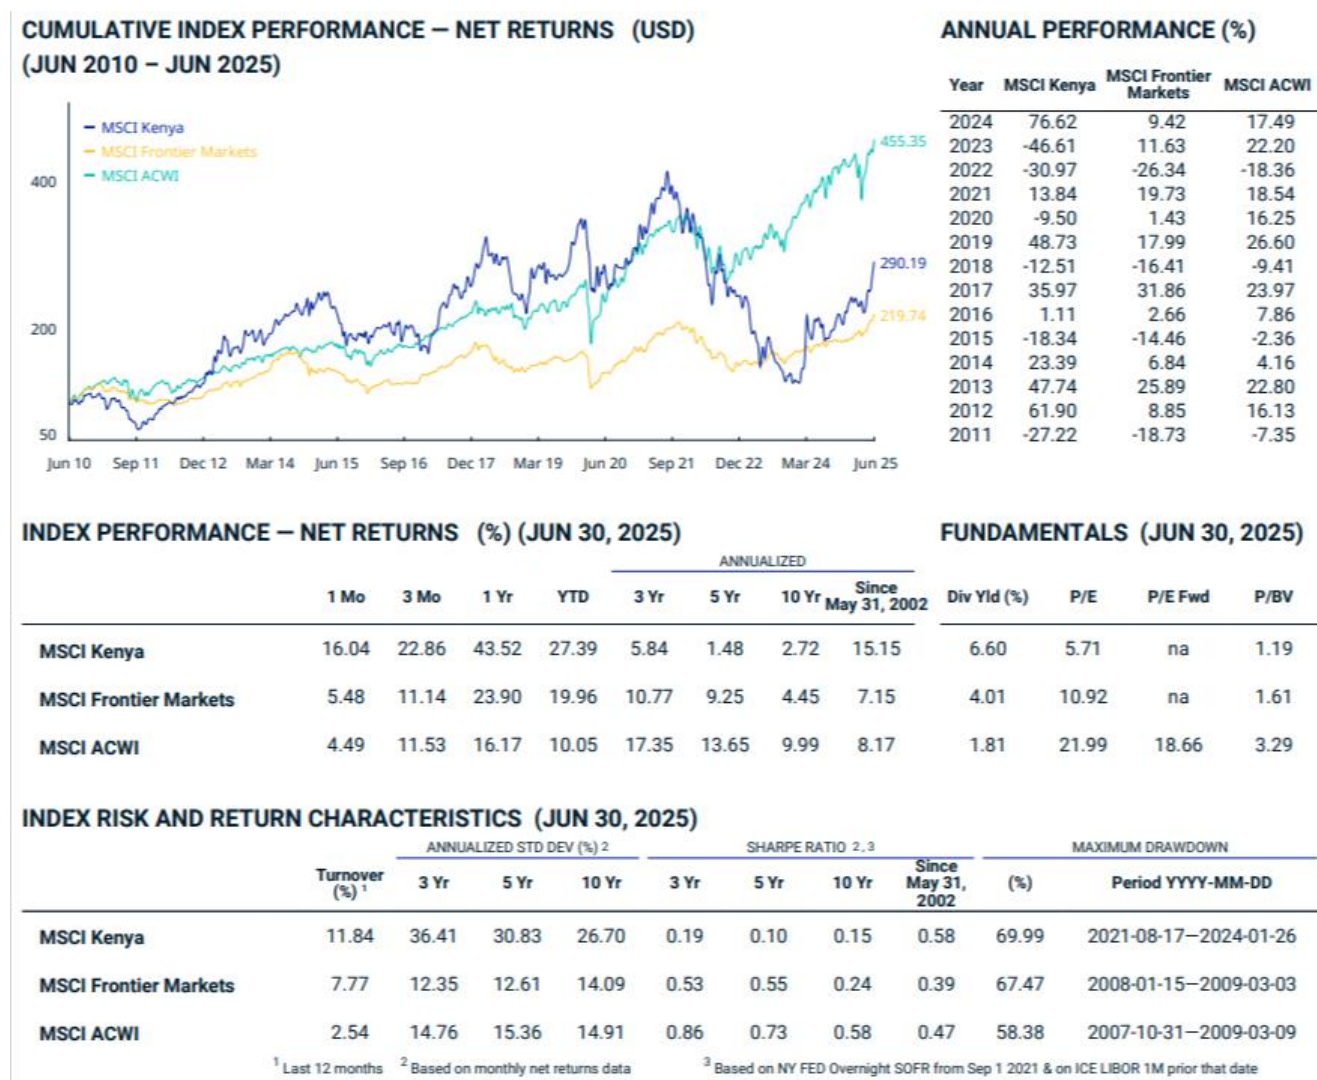 CUMULATIVE INDEX PERFORMANCE — NET RETURNS (USD)
(JUN 2010 – JUN 2025)
MSCI Kenya
MSCI Frontier Markets
MSCI ACWI
400
200
50
455.35
290.19
219.74
Jun 10 Sep 11 Dec 12 Mar 14 Jun 15 Sep 16 Dec 17 Mar 19 Jun 20 Sep 21 Dec 22 Mar 24 Jun 25
ANNUAL PERFORMANCE (%)
Year MSCI Kenya MSCI Frontier Markets MSCI ACWI
2024 76.62 9.42 17.49
2023 -46.61 11.63 22.20
2022 -30.97 -26.34 -18.36
2021 13.84 19.73 18.54
2020 -9.50 1.43 16.25
2019 48.73 17.99 26.60
2018 -12.51 -16.41 -9.41
2017 35.97 31.86 23.97
2016 1.11 2.66 7.86
2015 -18.34 -14.46 -2.36
2014 23.39 6.84 4.16
2013 47.74 25.89 22.80
2012 61.90 8.85 16.13
2011 -27.22 -18.73 -7.35
INDEX PERFORMANCE — NET RETURNS (%) (JUN 30, 2025)
ANNUALIZED
1 Mo 3 Mo 1 Yr YTD 3 Yr 5 Yr 10 Yr Since May 31, 2002
MSCI Kenya 16.04 22.86 43.52 27.39 5.84 1.48 2.72 15.15
MSCI Frontier Markets 5.48 11.14 23.90 19.96 10.77 9.25 4.45 7.15
MSCI ACWI 4.49 11.53 16.17 10.05 17.35 13.65 9.99 8.17
FUNDAMENTALS (JUN 30, 2025)
Div Yld (%) P/E P/E Fwd P/BV
6.60 5.71 na 1.19
4.01 10.92 na 1.61
1.81 21.99 18.66 3.29
INDEX RISK AND RETURN CHARACTERISTICS (JUN 30, 2025)
ANNUALIZED STD DEV (%) 2 SHARPE RATIO 2,3 MAXIMUM DRAWDOWN
Turnover (%) 1 3 Yr 5 Yr 10 Yr 3 Yr 5 Yr 10 Yr Since May 31, 2002 (%) Period YYYY-MM-DD
MSCI Kenya 11.84 36.41 30.83 26.70 0.19 0.10 0.15 0.58 69.99 2021-08-17—2024-01-26
MSCI Frontier Markets 7.77 12.35 12.61 14.09 0.53 0.55 0.24 0.39 67.47 2008-01-15—2009-03-03
MSCI ACWI 2.54 14.76 15.36 14.91 0.86 0.73 0.58 0.47 58.38 2007-10-31—2009-03-09
1 Last 12 months 2 Based on monthly net returns data 3 Based on NY FED Overnight SOFR from Sep 1 2021 & on ICE LIBOR 1M prior that date